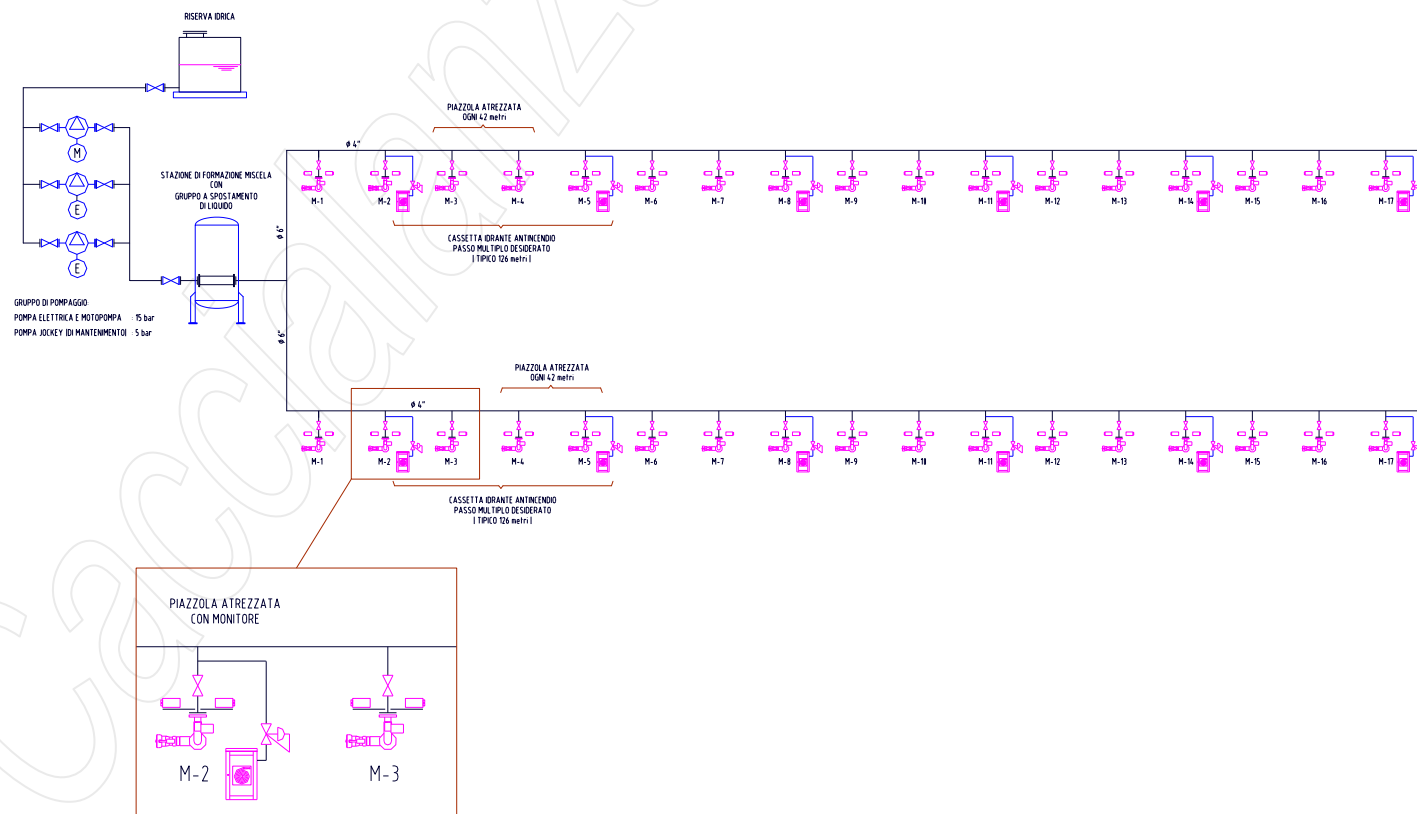 RISERVA IDRICA
M
E
E
STAZIONE DI FORMAZIONE MISCELA
CON
GRUPPO A SPOSTAMENTO
DI LIQUIDO
GRUPPO DI POMPAGGIO:
POMPA ELETTRICA E MOTOPOMPA : 15 bar
POMPA JOCKEY (DI MANTENIMENTO) : 5 bar
ø 6"
ø 6"
ø 4"
PIAZZOLA ATREZZATA
OGNI 42 metri
M-1 M-2 M-3 M-4 M-5 M-6 M-7 M-8 M-9 M-10 M-11 M-12 M-13 M-14 M-15 M-16 M-17
CASSETTA IDRANTE ANTINCENDIO
PASSO MULTIPLO DESIDERATO
( TIPICO 126 metri )
PIAZZOLA ATREZZATA
OGNI 42 metri
ø 4"
M-1 M-2 M-3 M-4 M-5 M-6 M-7 M-8 M-9 M-10 M-11 M-12 M-13 M-14 M-15 M-16 M-17
CASSETTA IDRANTE ANTINCENDIO
PASSO MULTIPLO DESIDERATO
( TIPICO 126 metri )
PIAZZOLA ATREZZATA
CON MONITORE
M-2 M-3
Caccialanza